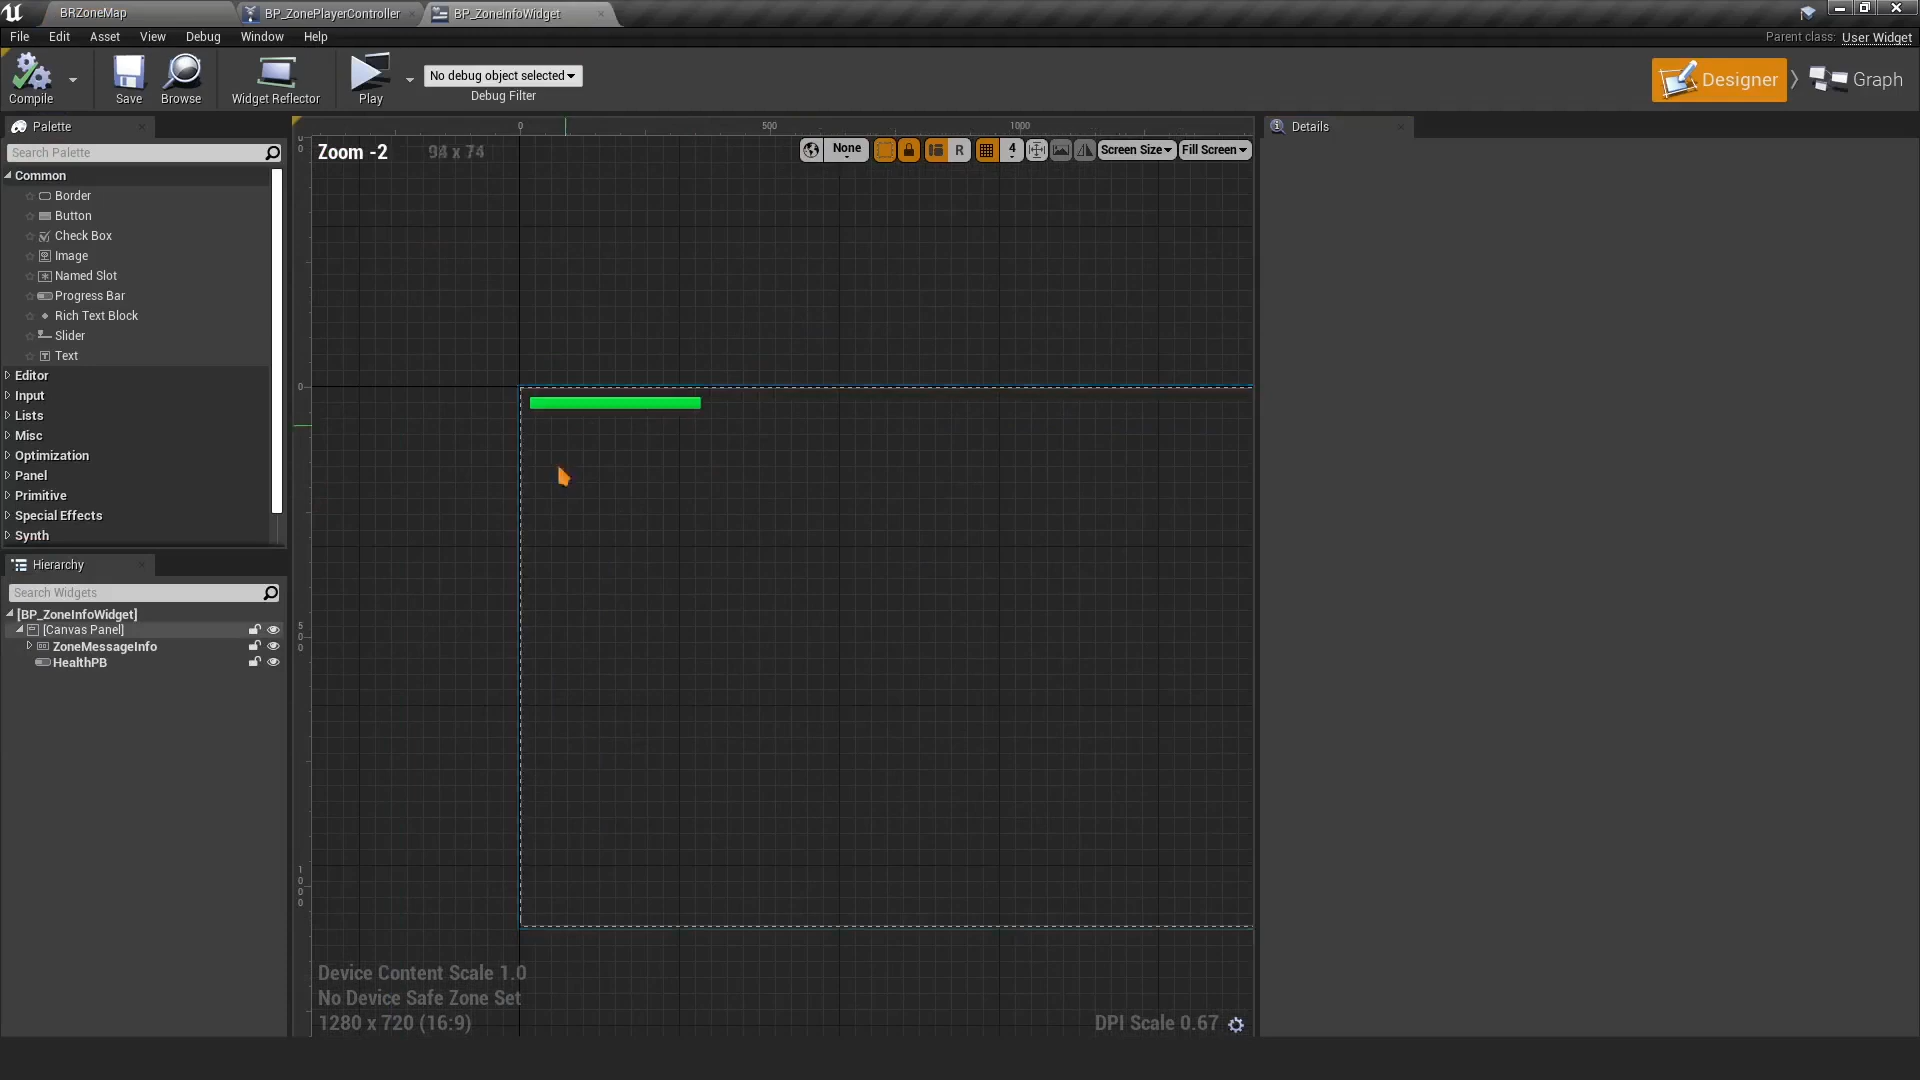 BRZoneMap
BP_ZonePlayerController
BP_ZoneInfoWidget
File Edit Asset View Debug Window Help
Parent class: User Widget
Compile
Save
Browse
Widget Reflector
Play
No debug object selected
Debug Filter
Designer
Graph
Palette
Search Palette
Common
Border
Button
Check Box
Image
Named Slot
Progress Bar
Rich Text Block
Slider
Text
Editor
Input
Lists
Misc
Optimization
Panel
Primitive
Special Effects
Synth
Hierarchy
Search Widgets
[BP_ZoneInfoWidget]
[Canvas Panel]
ZoneMessageInfo
HealthPB
0 500 1000
Zoom -2
94 x 74
None
R
4
Screen Size
Fill Screen
0
0
500
1000
Device Content Scale 1.0
No Device Safe Zone Set
1280 x 720 (16:9)
DPI Scale 0.67
Details